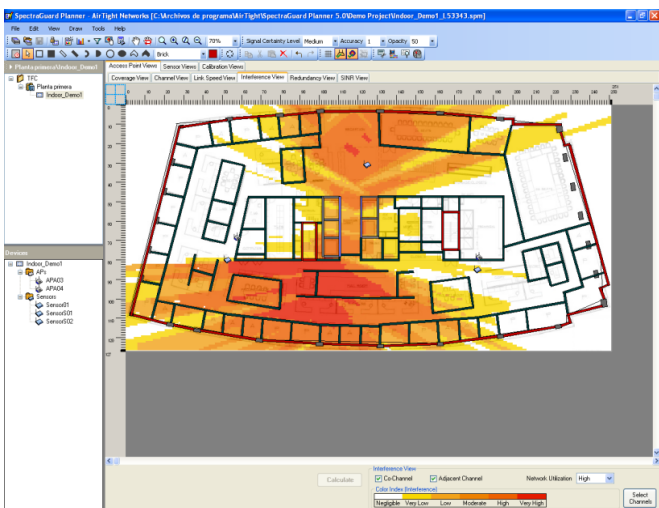 SpectraGuard Planner - AirTight Networks [C:\Archivos de programa\AirTight\SpectraGuard Planner 5.0\Demo Project\Indoor_Demo1_I.53343.spm]
File Edit View Draw Tools Help
70% Signal Certainty Level Medium Accuracy 1 Opacity 50
Brick
Planta primera\Indoor_Demo1
TFC
Planta primera
Indoor_Demo1
Access Point Views Sensor Views Calibration Views
Coverage View Channel View Link Speed View Interference View Redundancy View SINR View
Devices
Indoor_Demo1
APs
APA03
APA04
Sensors
Sensor01
SensorS01
SensorS02
Interference View
Calculate
Co-Channel Adjacent Channel Network Utilization High
Color Index (Interference)
Negligible Very Low Low Moderate High Very High
Select Channels